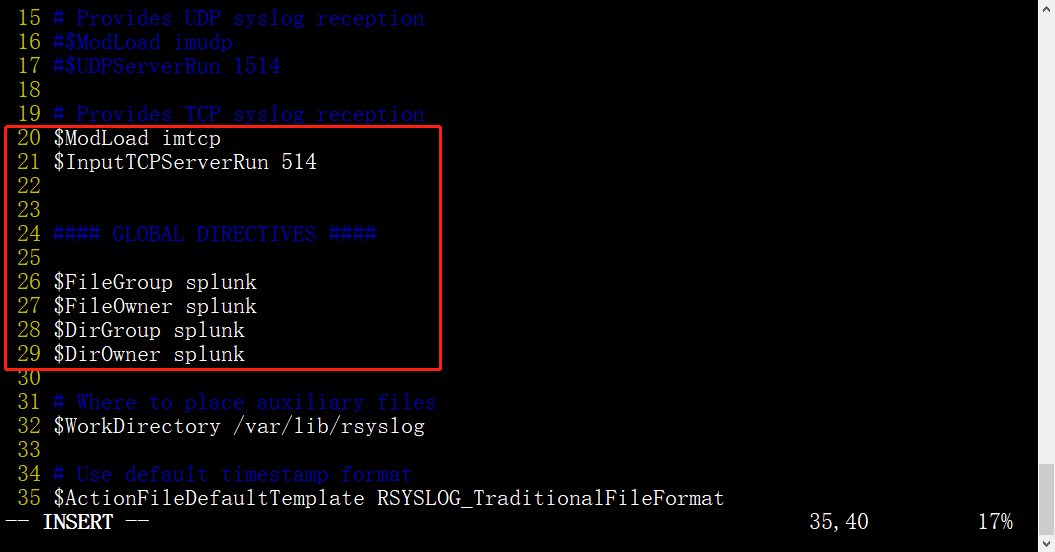 15 # Provides UDP syslog reception
16 #$ModLoad imudp
17 #$UDPServerRun 1514
18
19 # Provides TCP syslog reception
20 $ModLoad imtcp
21 $InputTCPServerRun 514
22
23
24 #### GLOBAL DIRECTIVES ####
25
26 $FileGroup splunk
27 $FileOwner splunk
28 $DirGroup splunk
29 $DirOwner splunk
30
31 # Where to place auxiliary files
32 $WorkDirectory /var/lib/rsyslog
33
34 # Use default timestamp format
35 $ActionFileDefaultTemplate RSYSLOG_TraditionalFileFormat
-- INSERT -- 35,40 17%